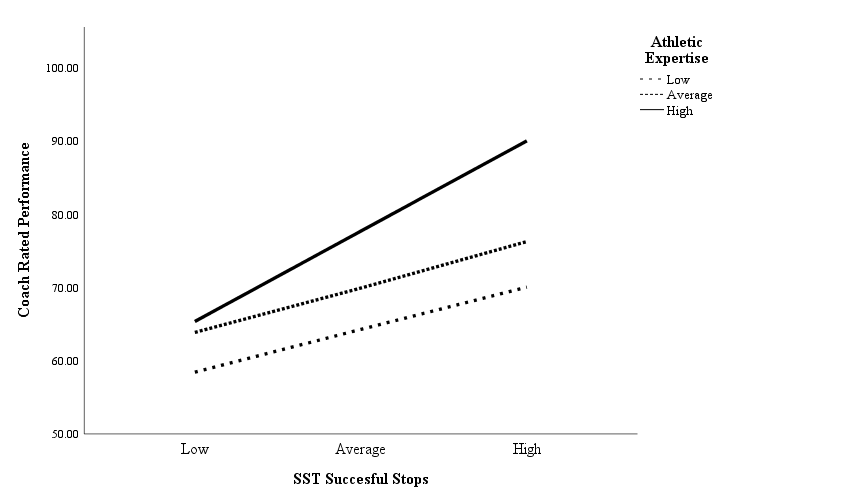 Athletic
Expertise
Low
Average
High
Coach Rated Performance
100.00
90.00
80.00
70.00
60.00
50.00
Low Average High
SST Succesful Stops